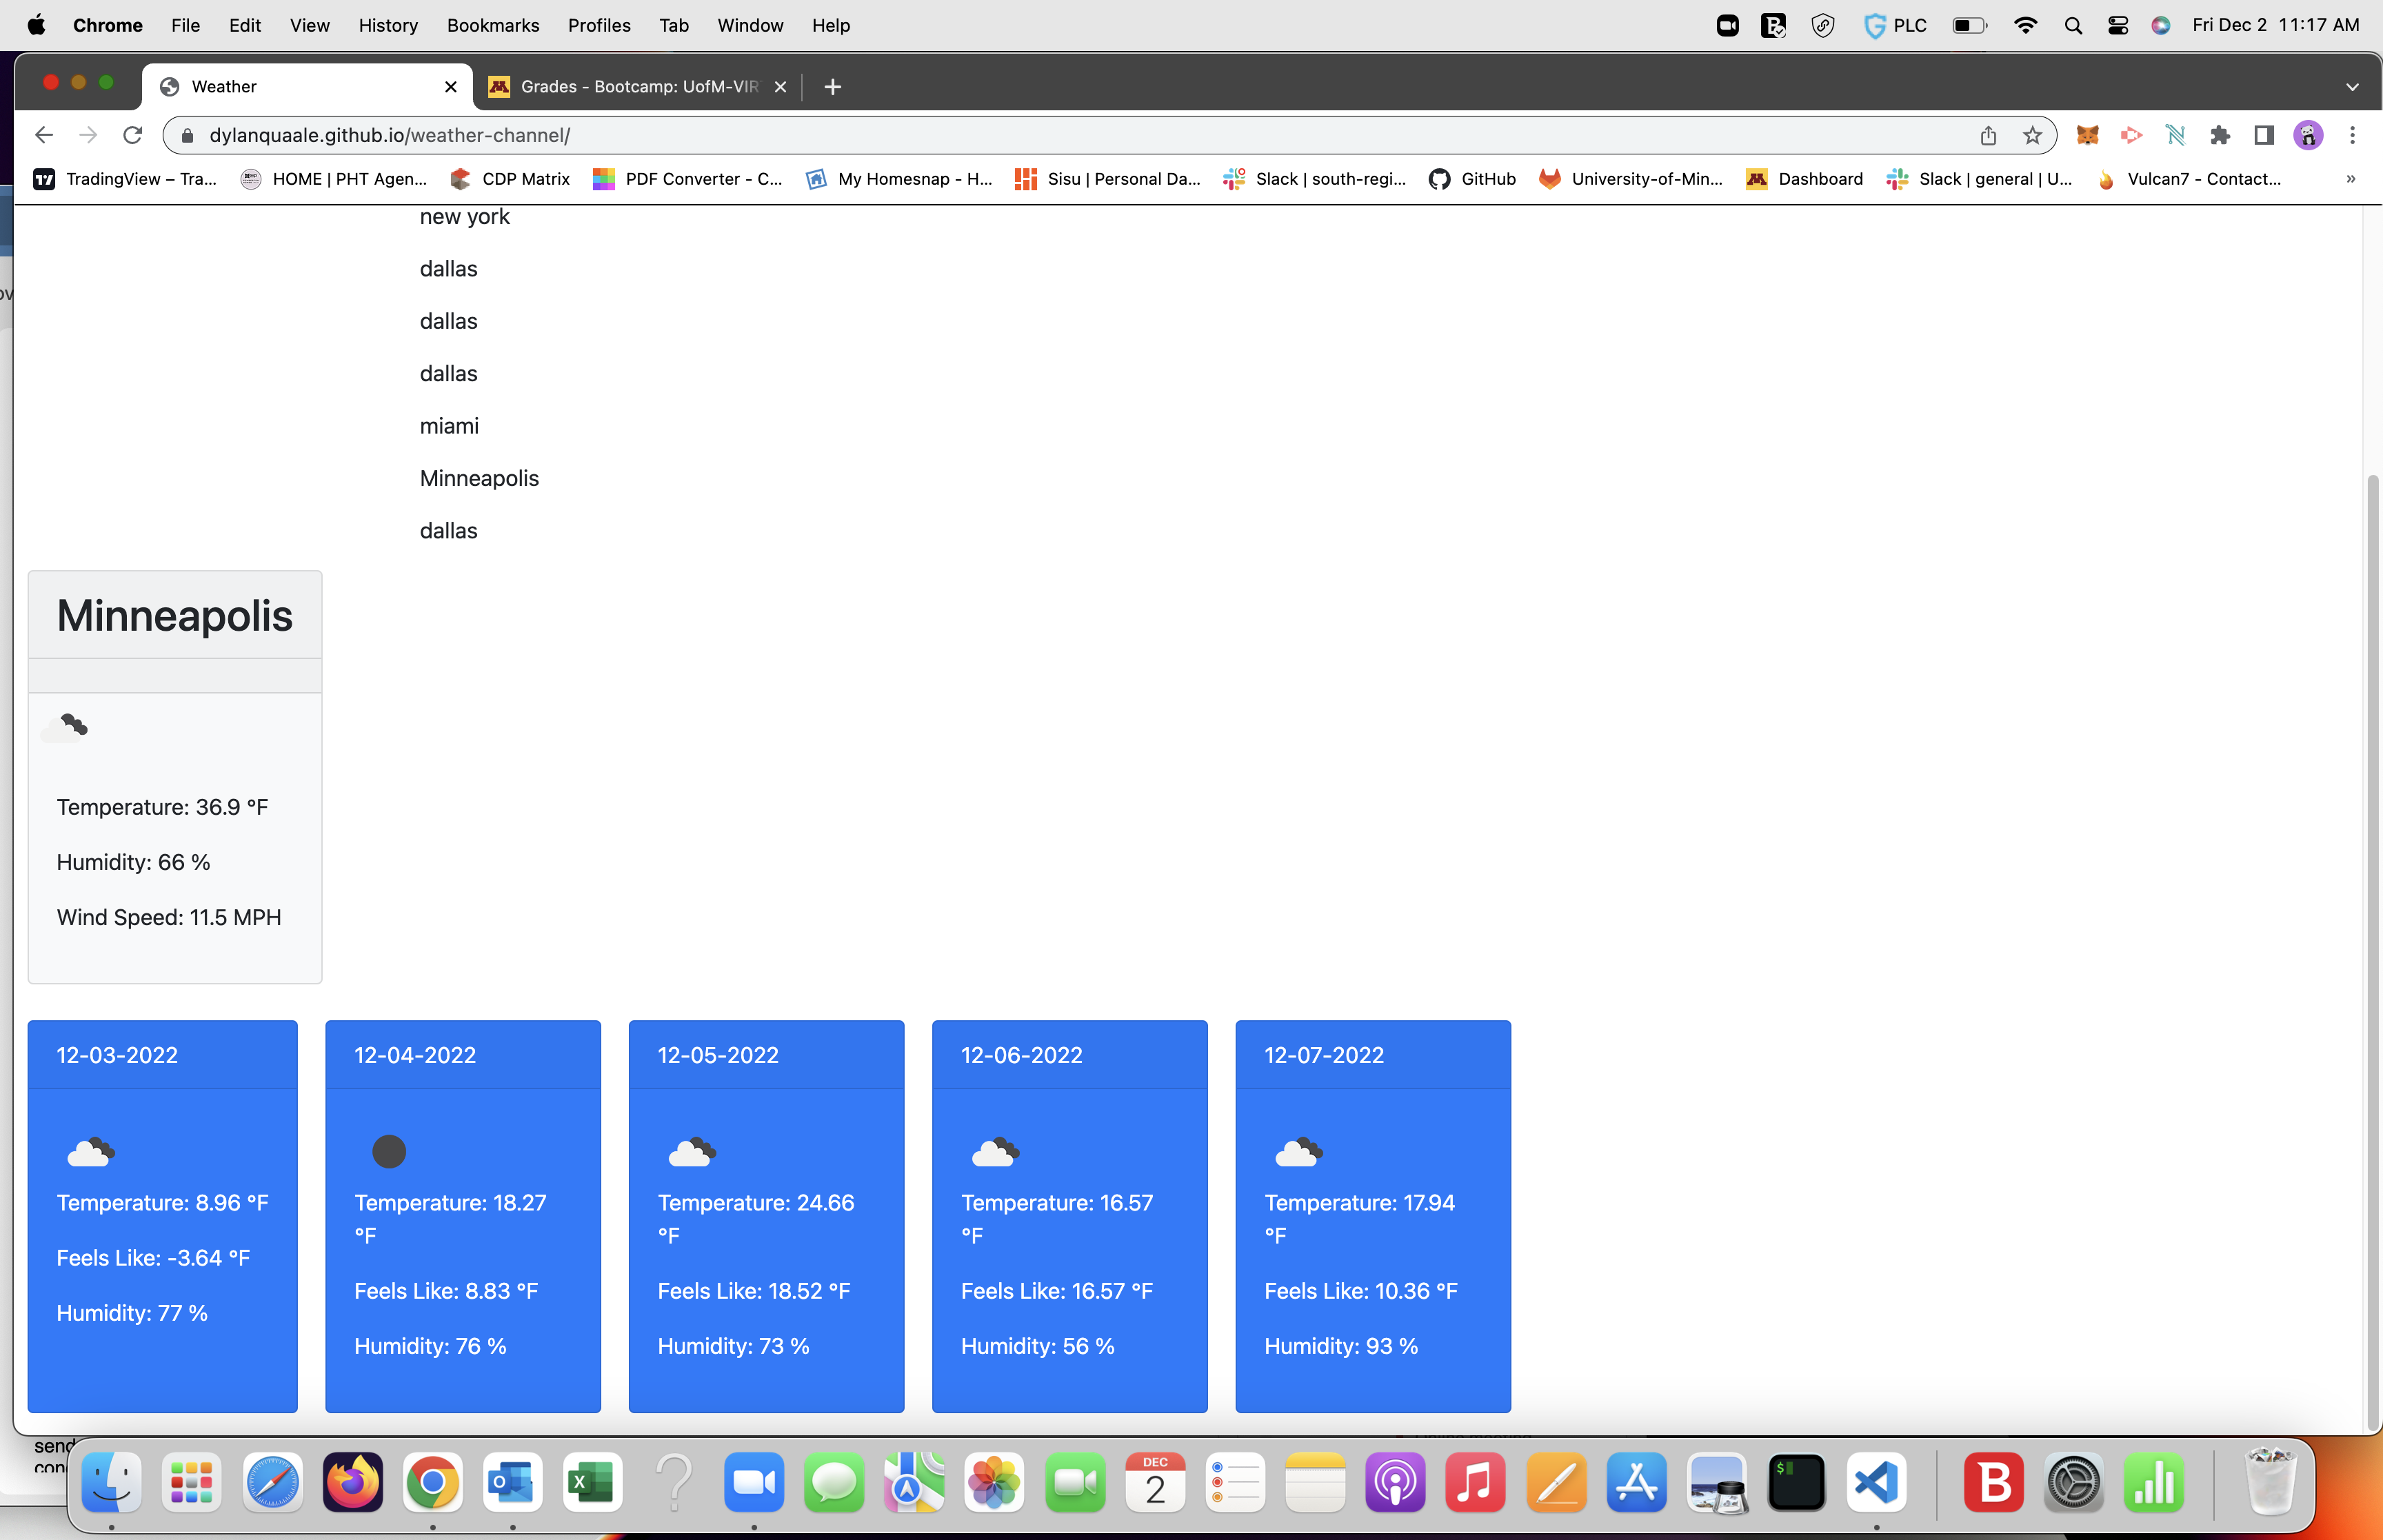 Chrome File Edit View History Bookmarks Profiles Tab Window Help PLC Fri Dec 2 11:17 AM
Weather Grades - Bootcamp: UofM-VIR
dylanquaale.github.io/weather-channel/
TradingView – Tra... HOME | PHT Agen... CDP Matrix PDF Converter - C... My Homesnap - H... Sisu | Personal Da... Slack | south-regi... GitHub University-of-Min... Dashboard Slack | general | U... Vulcan7 - Contact... »
new york
dallas
dallas
dallas
miami
Minneapolis
dallas
Minneapolis
Temperature: 36.9 °F
Humidity: 66 %
Wind Speed: 11.5 MPH
12-03-2022
Temperature: 8.96 °F
Feels Like: -3.64 °F
Humidity: 77 %
12-04-2022
Temperature: 18.27
°F
Feels Like: 8.83 °F
Humidity: 76 %
12-05-2022
Temperature: 24.66
°F
Feels Like: 18.52 °F
Humidity: 73 %
12-06-2022
Temperature: 16.57
°F
Feels Like: 16.57 °F
Humidity: 56 %
12-07-2022
Temperature: 17.94
°F
Feels Like: 10.36 °F
Humidity: 93 %
DEC
2